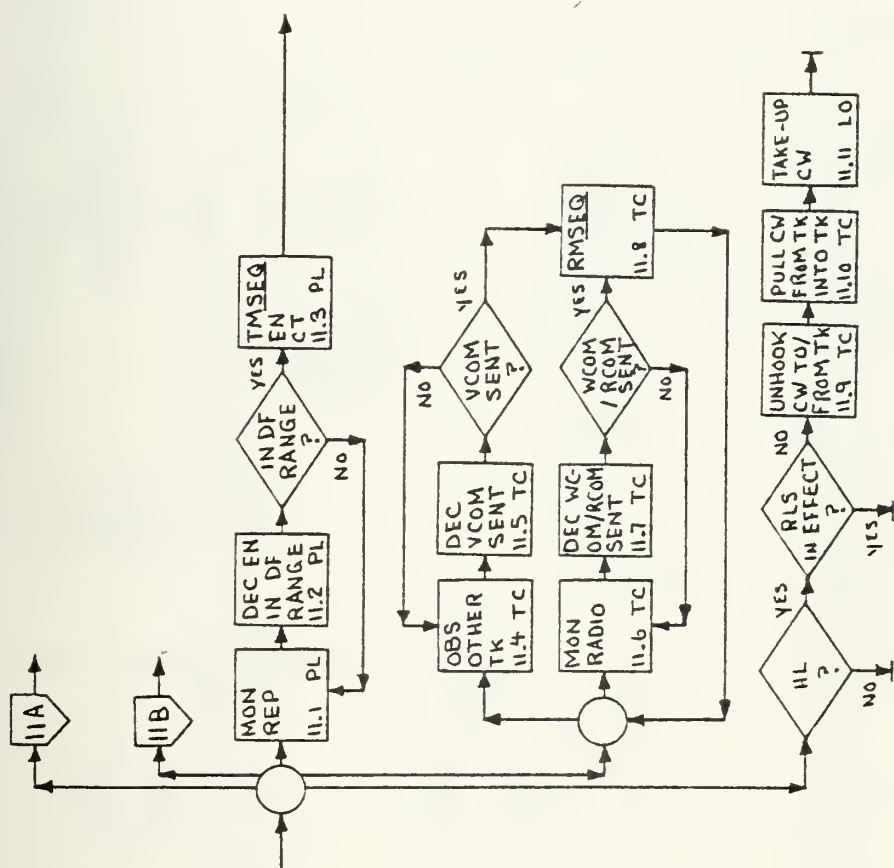 11A
11B
MON
REP
11.1 PL
DEC EN
IN DF
RANGE
11.2 PL
IN DF
RANGE
?
YES
NO
TMSEQ
EN
CT
11.3 PL
OBS
OTHER
TK
11.4 TC
DEC
VCOM
SENT
11.5 TC
VCOM
SENT
?
NO
YES
MON
RADIO
11.6 TC
DEC WC-
OM/RCOM
SENT
11.7 TC
WCOM
/RCOM
SENT
?
YES
NO
RMSEQ
11.8 TC
HL
?
YES
NO
RLS
IN EFFECT
?
NO
YES
UNHOOK
CW TO/
FROM TK
11.9 TC
PULL CW
FROM TK
INTO TK
11.10 TC
TAKE-UP
CW
11.11 LO